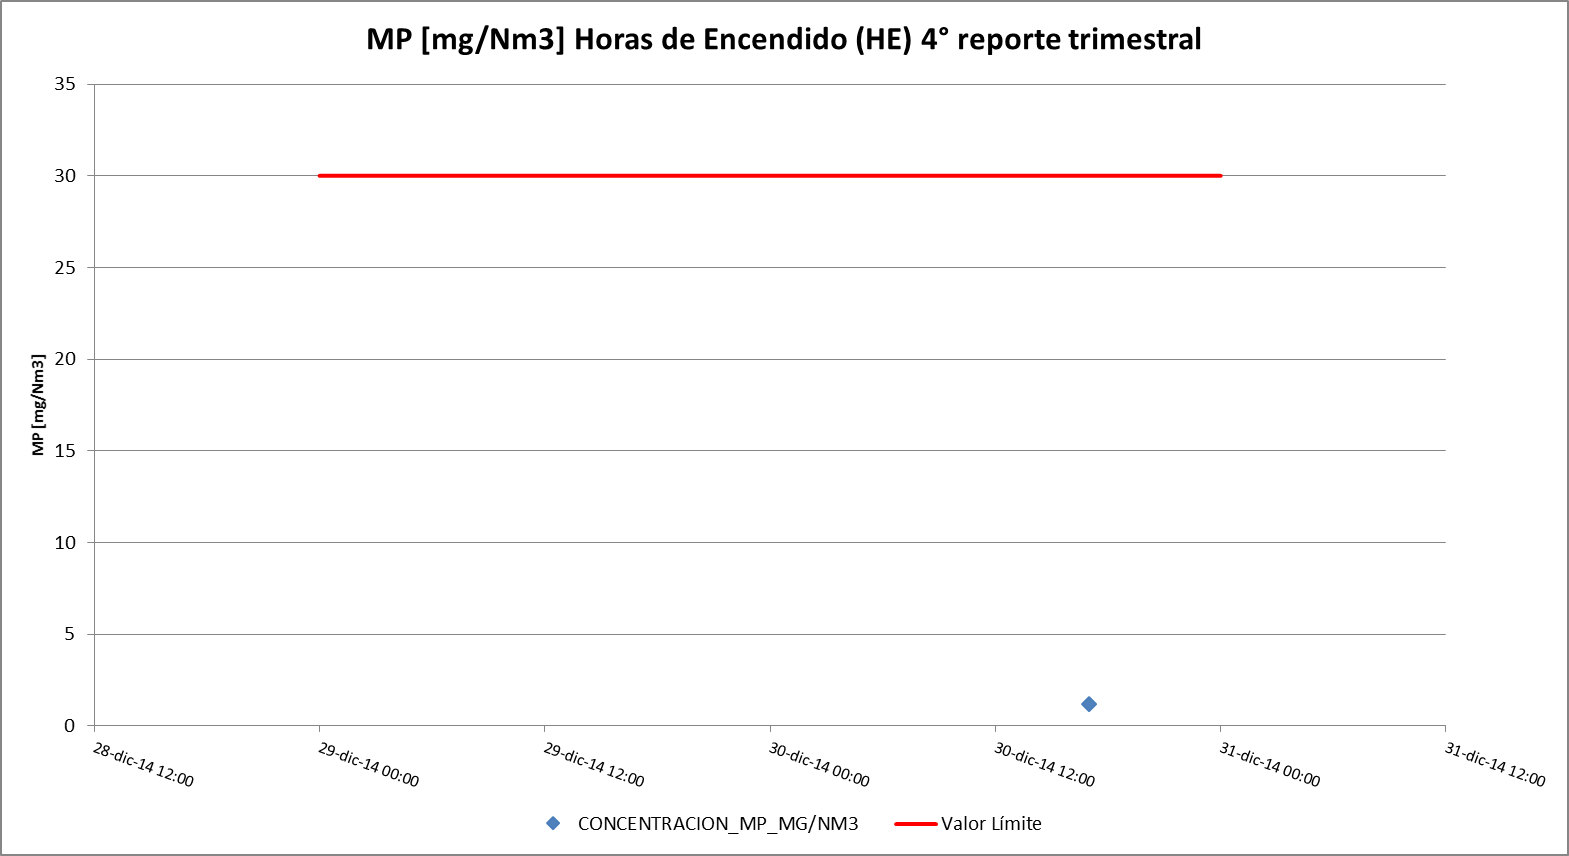 MP [mg/Nm3] Horas de Encendido (HE) 4° reporte trimestral
MP [mg/Nm3]
35
30
25
20
15
10
5
0
28-dic-14 12:00
29-dic-14 00:00
29-dic-14 12:00
30-dic-14 00:00
30-dic-14 12:00
31-dic-14 00:00
31-dic-14 12:00
CONCENTRACION_MP_MG/NM3
Valor Límite